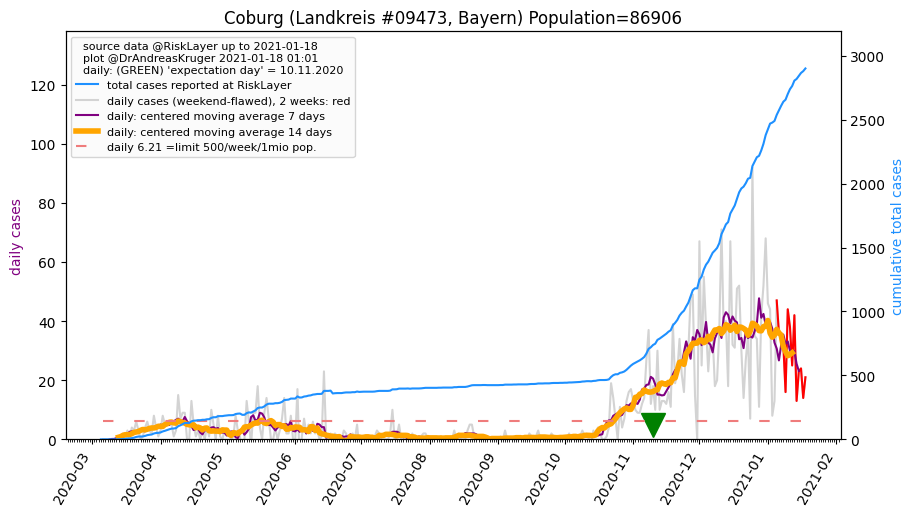 Coburg (Landkreis #09473, Bayern) Population=86906
source data @RiskLayer up to 2021-01-18
plot @DrAndreasKruger 2021-01-18 01:01
daily: (GREEN) 'expectation day' = 10.11.2020
total cases reported at RiskLayer
daily cases (weekend-flawed), 2 weeks: red
daily: centered moving average 7 days
daily: centered moving average 14 days
daily 6.21 =limit 500/week/1mio pop.
daily cases
120
100
80
60
40
20
0
cumulative total cases
3000
2500
2000
1500
1000
500
0
2020-03
2020-04
2020-05
2020-06
2020-07
2020-08
2020-09
2020-10
2020-11
2020-12
2021-01
2021-02